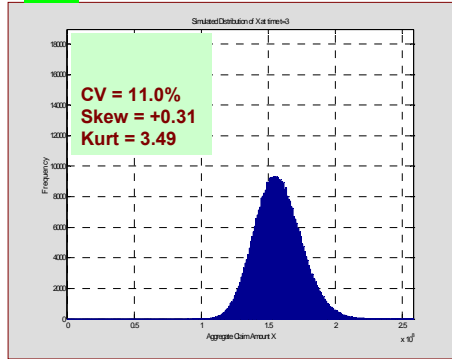 Simulated Distribution of X at time t=3
18000
16000
14000
12000
10000
8000
6000
4000
2000
0
Frequency
CV = 11.0%
Skew = +0.31
Kurt = 3.49
0 0.5 1 1.5 2 2.5
Aggregate Claim Amount X
x 10^8